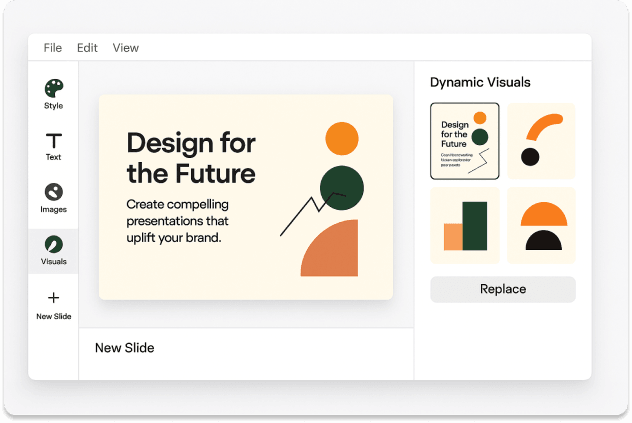 File Edit View
Style
Text
Images
Visuals
New Slide
Design for
the Future
Create compelling
presentations that
uplift your brand.
New Slide
Dynamic Visuals
Design
for the
Future
Replace